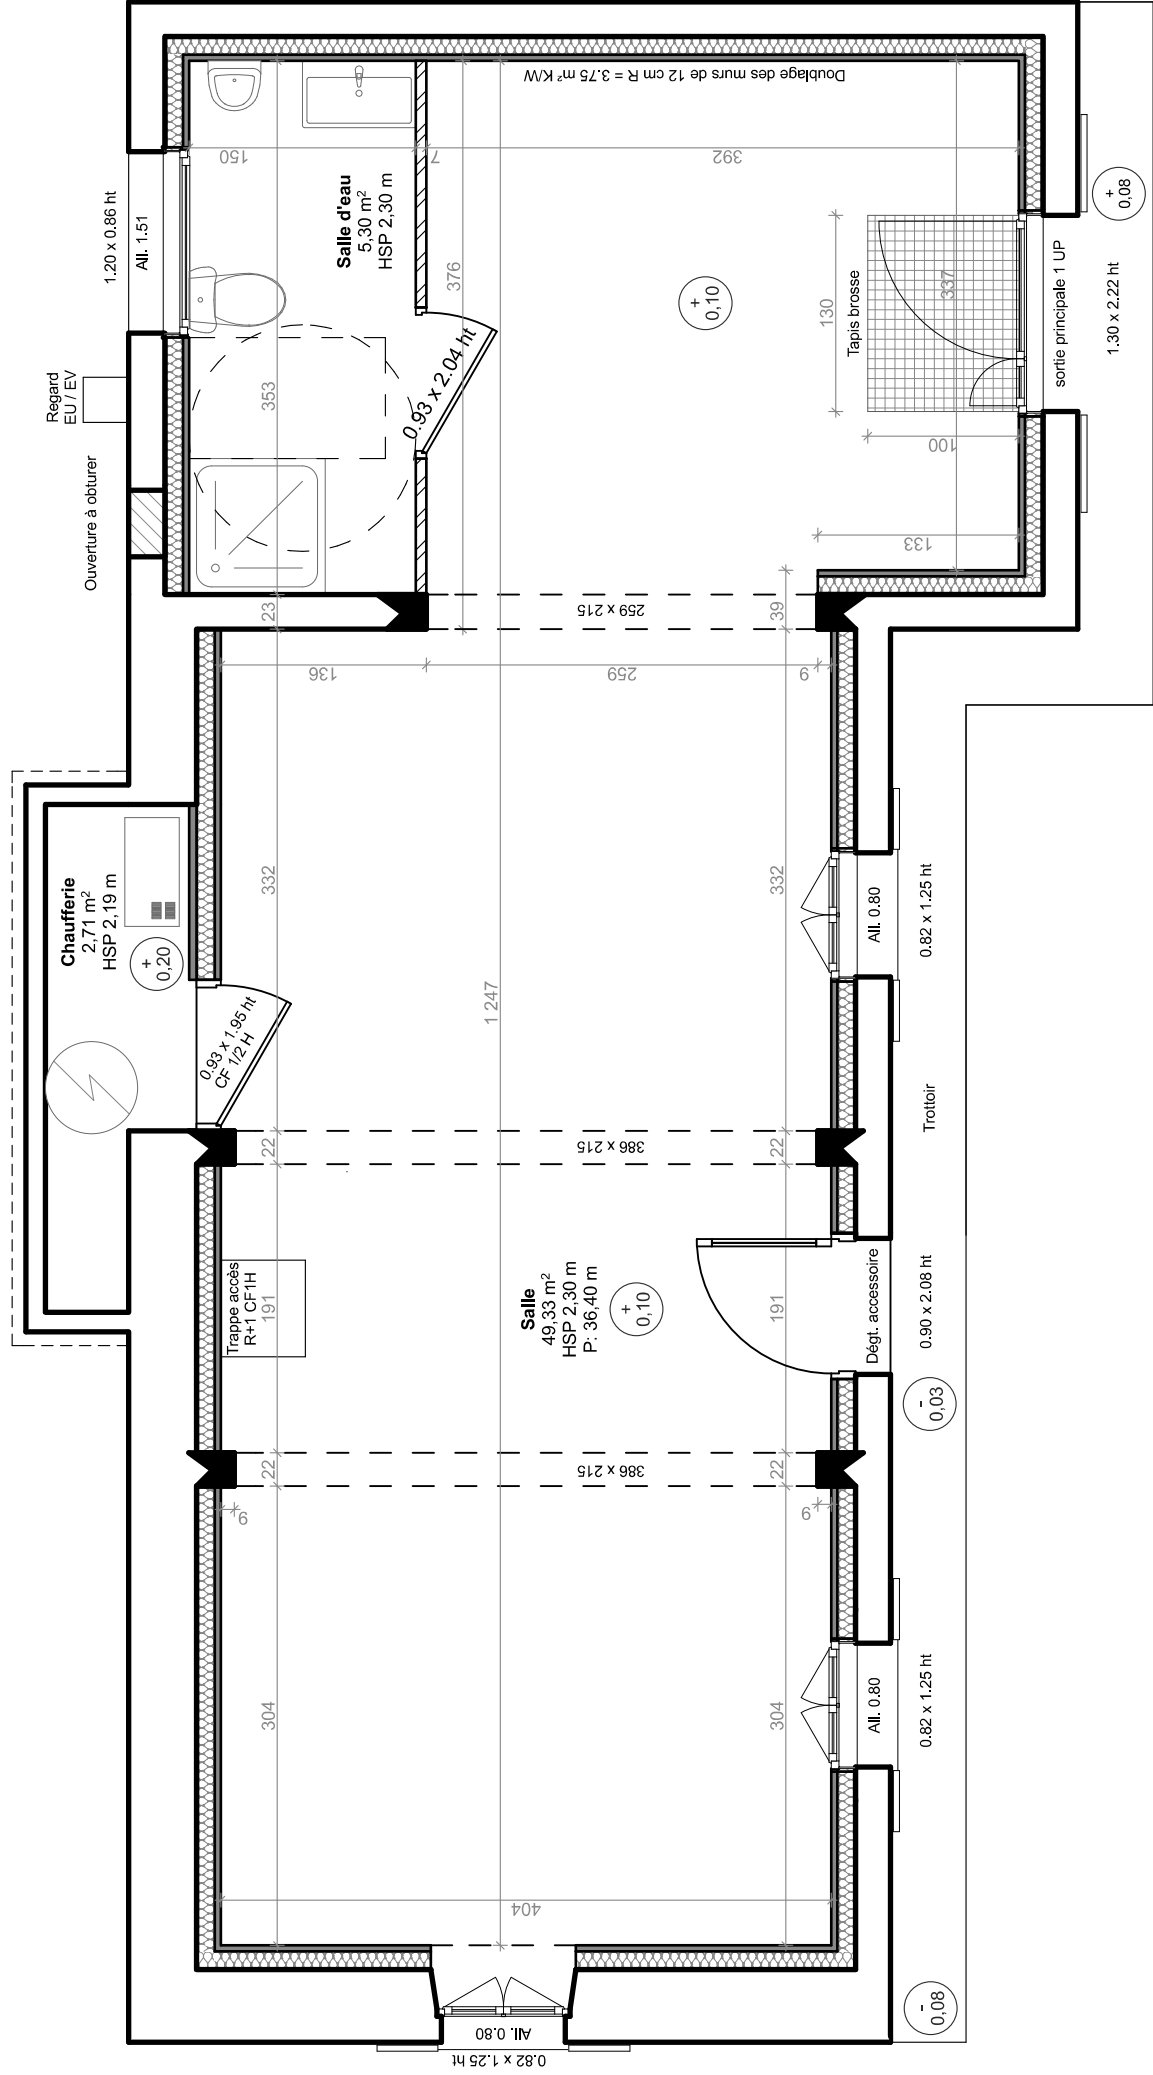 Doublage des murs de 12 cm R = 3.75 m² K/W
1.20 x 0.86 ht
All. 1.51
150
7
392
Salle d'eau
5,30 m²
HSP 2,30 m
+
0,08
376
+
0,10
130
Tapis brosse
337
sortie principale 1 UP
1.30 x 2.22 ht
Regard
EU / EV
353
0.93 x 2.04 ht
100
Ouverture à obturer
133
23
259 x 215
39
136
259
9
Chaufferie
2,71 m²
HSP 2,19 m
+
0,20
332
332
All. 0.80
0.82 x 1.25 ht
0.93 x 1.95 ht
CF 1/2 H
1 247
Trottoir
22
386 x 215
22
Trappe accès
R+1 CF1H
191
Salle
49,33 m²
HSP 2,30 m
P: 36,40 m
+
0,10
191
Dégt. accessoire
0.90 x 2.08 ht
-
0,03
22
386 x 215
22
9
9
304
304
All. 0.80
0.82 x 1.25 ht
404
-
0,08
All. 0.80
0.82 x 1.25 ht